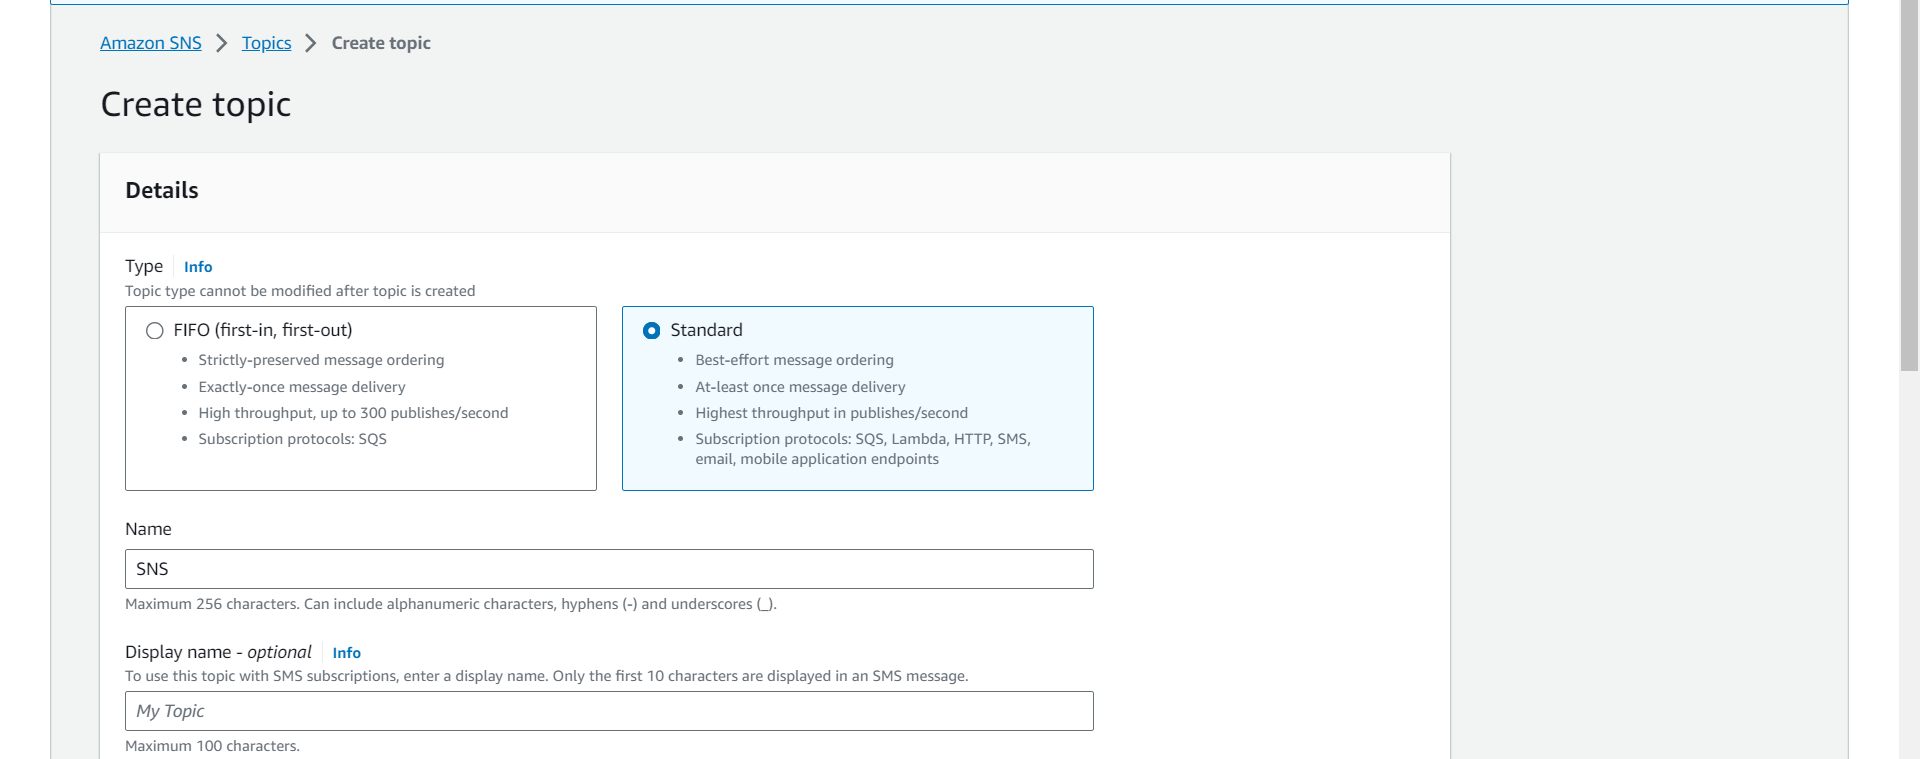 Amazon SNS > Topics > Create topic
Create topic
Details
Type Info
Topic type cannot be modified after topic is created
FIFO (first-in, first-out)
• Strictly-preserved message ordering
• Exactly-once message delivery
• High throughput, up to 300 publishes/second
• Subscription protocols: SQS
Standard
• Best-effort message ordering
• At-least once message delivery
• Highest throughput in publishes/second
• Subscription protocols: SQS, Lambda, HTTP, SMS,
email, mobile application endpoints
Name
SNS
Maximum 256 characters. Can include alphanumeric characters, hyphens (-) and underscores (_).
Display name - optional Info
To use this topic with SMS subscriptions, enter a display name. Only the first 10 characters are displayed in an SMS message.
My Topic
Maximum 100 characters.